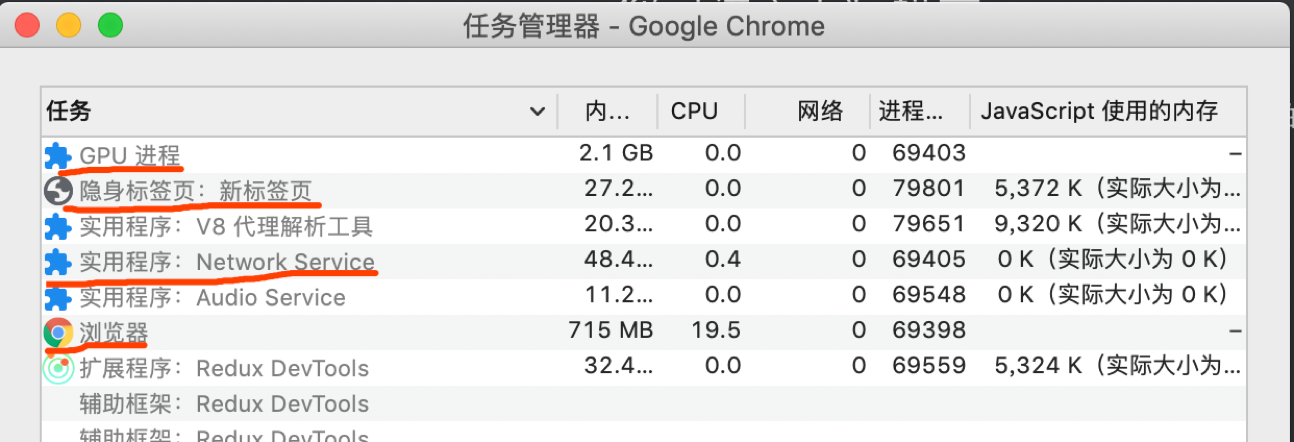 任务管理器 - Google Chrome
任务 内... CPU 网络 进程... JavaScript 使用的内存
GPU 进程 2.1 GB 0.0 0 69403 –
隐身标签页：新标签页 27.2... 0.0 0 79801 5,372 K（实际大小为...
实用程序：V8 代理解析工具 20.3... 0.0 0 79651 9,320 K（实际大小为...
实用程序：Network Service 48.4... 0.4 0 69405 0 K（实际大小为 0 K）
实用程序：Audio Service 11.2... 0.0 0 69548 0 K（实际大小为 0 K）
浏览器 715 MB 19.5 0 69398 –
扩展程序：Redux DevTools 32.4... 0.0 0 69559 5,324 K（实际大小为...
辅助框架：Redux DevTools
辅助框架：Redux DevTools